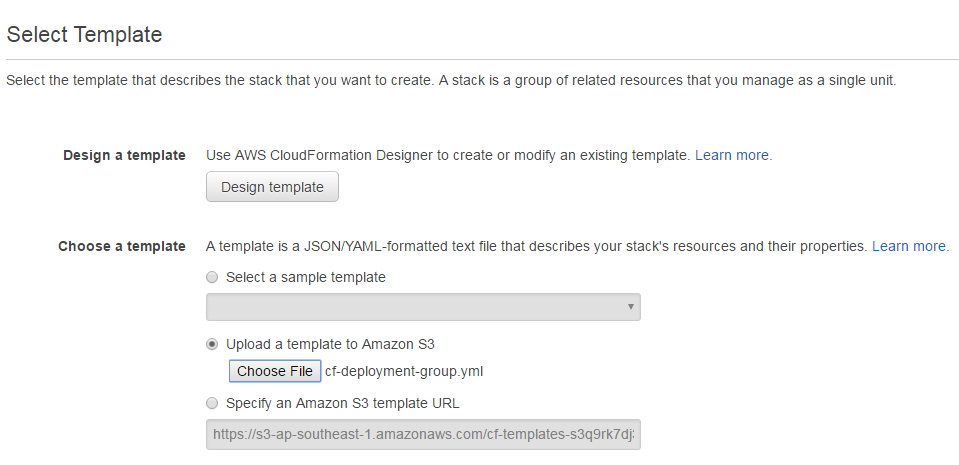 Select Template
Select the template that describes the stack that you want to create. A stack is a group of related resources that you manage as a single unit.
Design a template Use AWS CloudFormation Designer to create or modify an existing template. Learn more.
Design template
Choose a template A template is a JSON/YAML-formatted text file that describes your stack's resources and their properties. Learn more.
Select a sample template
Upload a template to Amazon S3
Choose File cf-deployment-group.yml
Specify an Amazon S3 template URL
https://s3-ap-southeast-1.amazonaws.com/cf-templates-s3q9rk7dj